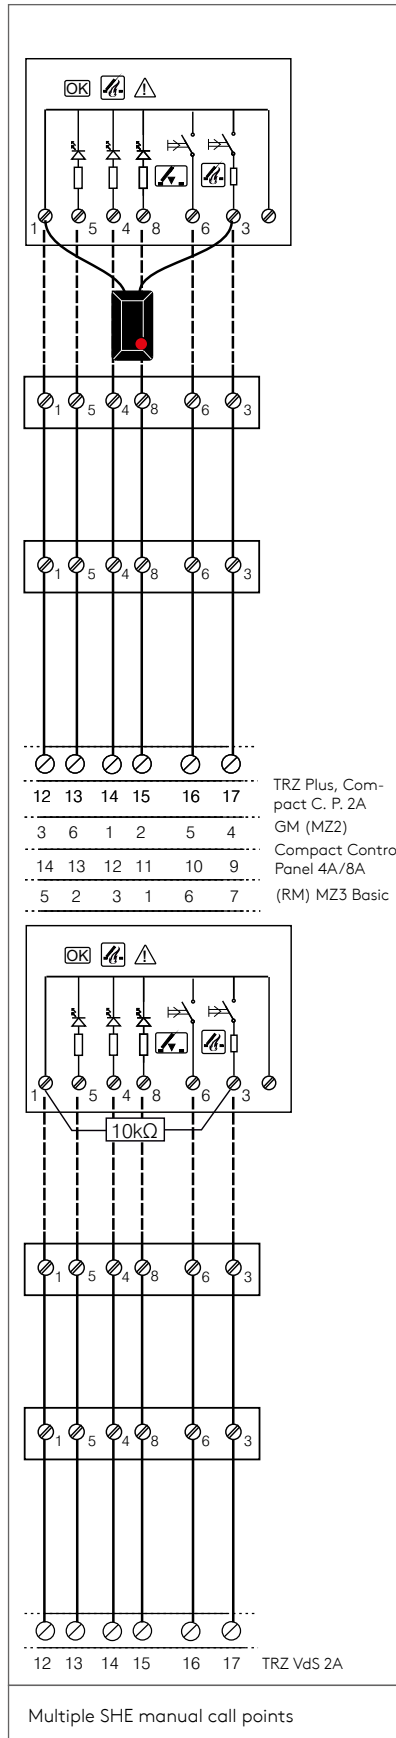 OK
1 5 4 8 6 3
1 5 4 8 6 3
1 5 4 8 6 3
12 13 14 15 16 17 TRZ Plus, Com-
pact C. P. 2A
3 6 1 2 5 4 GM (MZ2)
Compact Contro
14 13 12 11 10 9 Panel 4A/8A
5 2 3 1 6 7 (RM) MZ3 Basic
OK
1 5 4 8 6 3
10kΩ
1 5 4 8 6 3
1 5 4 8 6 3
12 13 14 15 16 17 TRZ VdS 2A
Multiple SHE manual call points